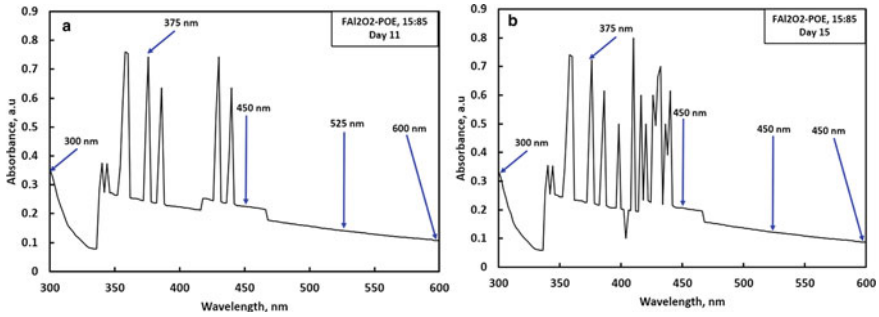 a
FAl2O2-POE, 15:85
Day 11
375 nm
300 nm
450 nm
525 nm
600 nm
Absorbance, a.u
0.9
0.8
0.7
0.6
0.5
0.4
0.3
0.2
0.1
0
300 350 400 450 500 550 600
Wavelength, nm
b
FAl2O2-POE, 15:85
Day 15
375 nm
300 nm
450 nm
450 nm
450 nm
Absorbance, a.u
0.9
0.8
0.7
0.6
0.5
0.4
0.3
0.2
0.1
0
300 350 400 450 500 550 600
Wavelength, nm